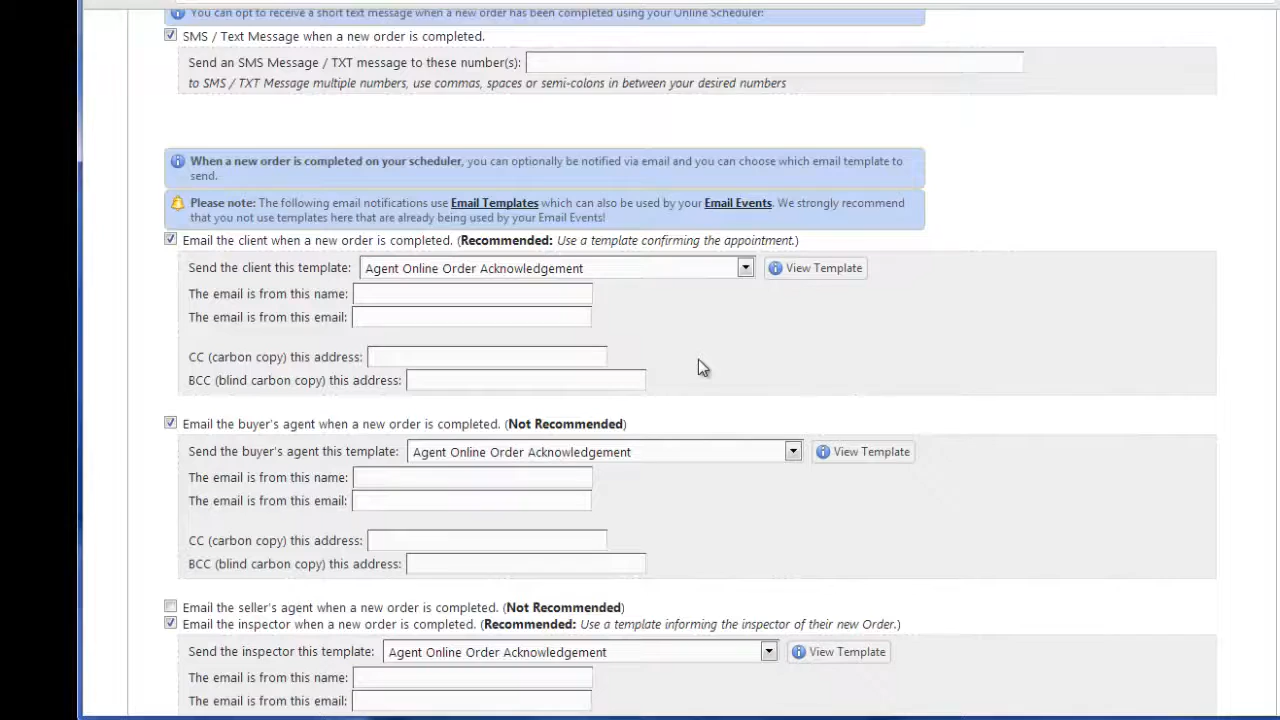 You can opt to receive a short text message when a new order has been completed using your Online Scheduler:
SMS / Text Message when a new order is completed.
Send an SMS Message / TXT message to these number(s):
to SMS / TXT Message multiple numbers, use commas, spaces or semi-colons in between your desired numbers
When a new order is completed on your scheduler, you can optionally be notified via email and you can choose which email template to
send.
Please note: The following email notifications use Email Templates which can also be used by your Email Events. We strongly recommend
that you not use templates here that are already being used by your Email Events!
Email the client when a new order is completed. (Recommended: Use a template confirming the appointment.)
Send the client this template: Agent Online Order Acknowledgement View Template
The email is from this name:
The email is from this email:
CC (carbon copy) this address:
BCC (blind carbon copy) this address:
Email the buyer's agent when a new order is completed. (Not Recommended)
Send the buyer's agent this template: Agent Online Order Acknowledgement View Template
The email is from this name:
The email is from this email:
CC (carbon copy) this address:
BCC (blind carbon copy) this address:
Email the seller's agent when a new order is completed. (Not Recommended)
Email the inspector when a new order is completed. (Recommended: Use a template informing the inspector of their new Order.)
Send the inspector this template: Agent Online Order Acknowledgement View Template
The email is from this name:
The email is from this email: